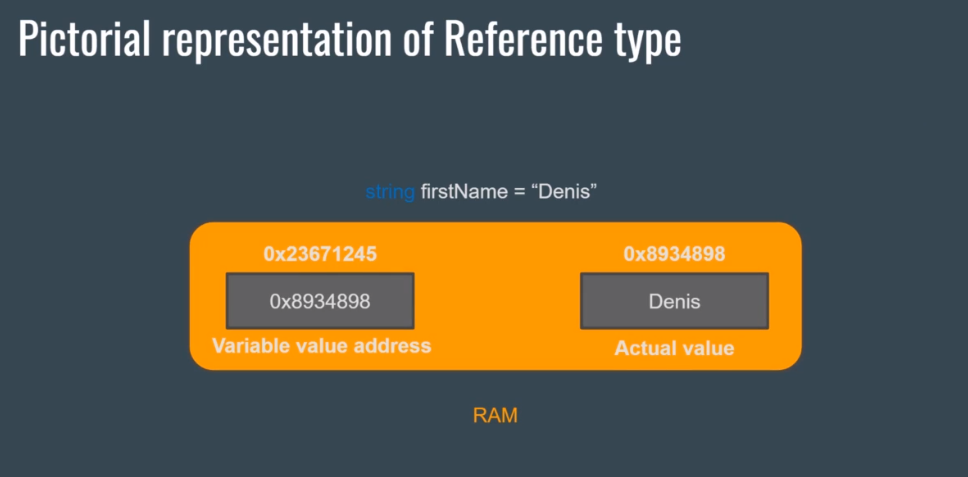 Pictorial representation of Reference type
string firstName = “Denis”
0x23671245 0x8934898
0x8934898 Denis
Variable value address Actual value
RAM